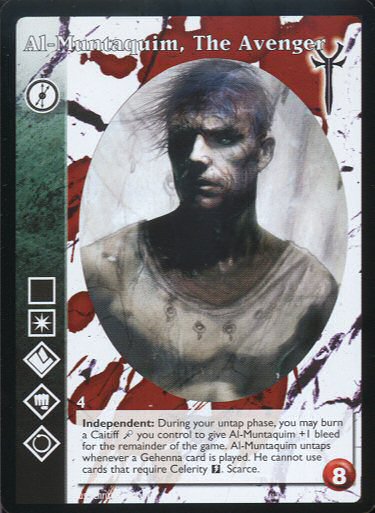 Al-Muntaquim, The Avenger
4
Independent: During your untap phase, you may burn
a Caitiff you control to give Al-Muntaquim +1 bleed
for the remainder of the game. Al-Muntaquim untaps
whenever a Gehenna card is played. He cannot use
cards that require Celerity . Scarce.
8